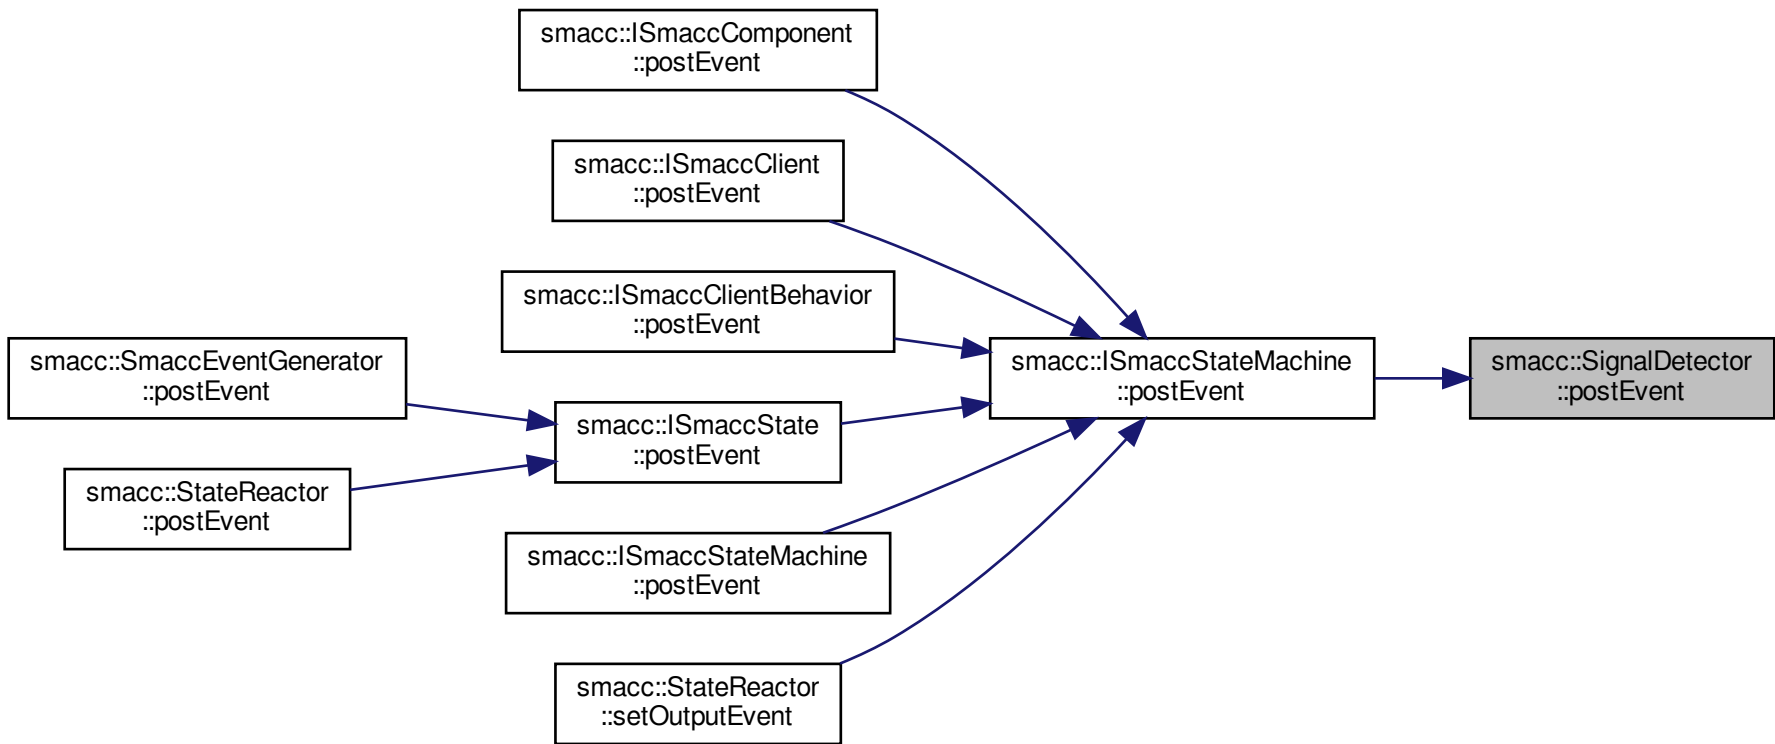 smacc::ISmaccComponent
::postEvent
smacc::ISmaccClient
::postEvent
smacc::ISmaccClientBehavior
::postEvent
smacc::SmaccEventGenerator
::postEvent
smacc::ISmaccStateMachine
::postEvent
smacc::SignalDetector
::postEvent
smacc::ISmaccState
::postEvent
smacc::StateReactor
::postEvent
smacc::ISmaccStateMachine
::postEvent
smacc::StateReactor
::setOutputEvent